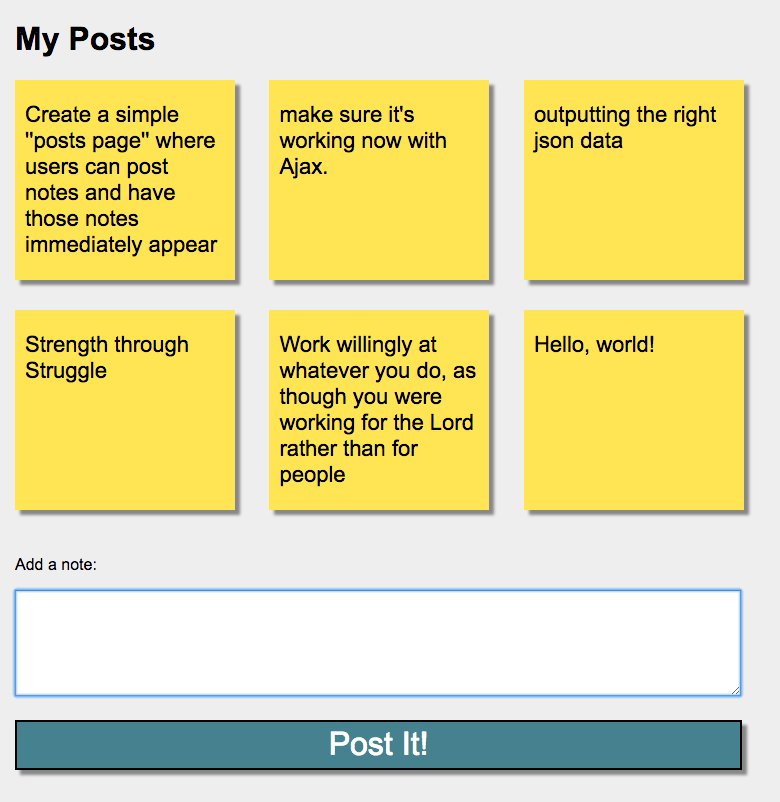 My Posts
Create a simple
"posts page" where
users can post
notes and have
those notes
immediately appear
make sure it's
working now with
Ajax.
outputting the right
json data
Strength through
Struggle
Work willingly at
whatever you do, as
though you were
working for the Lord
rather than for
people
Hello, world!
Add a note:
Post It!